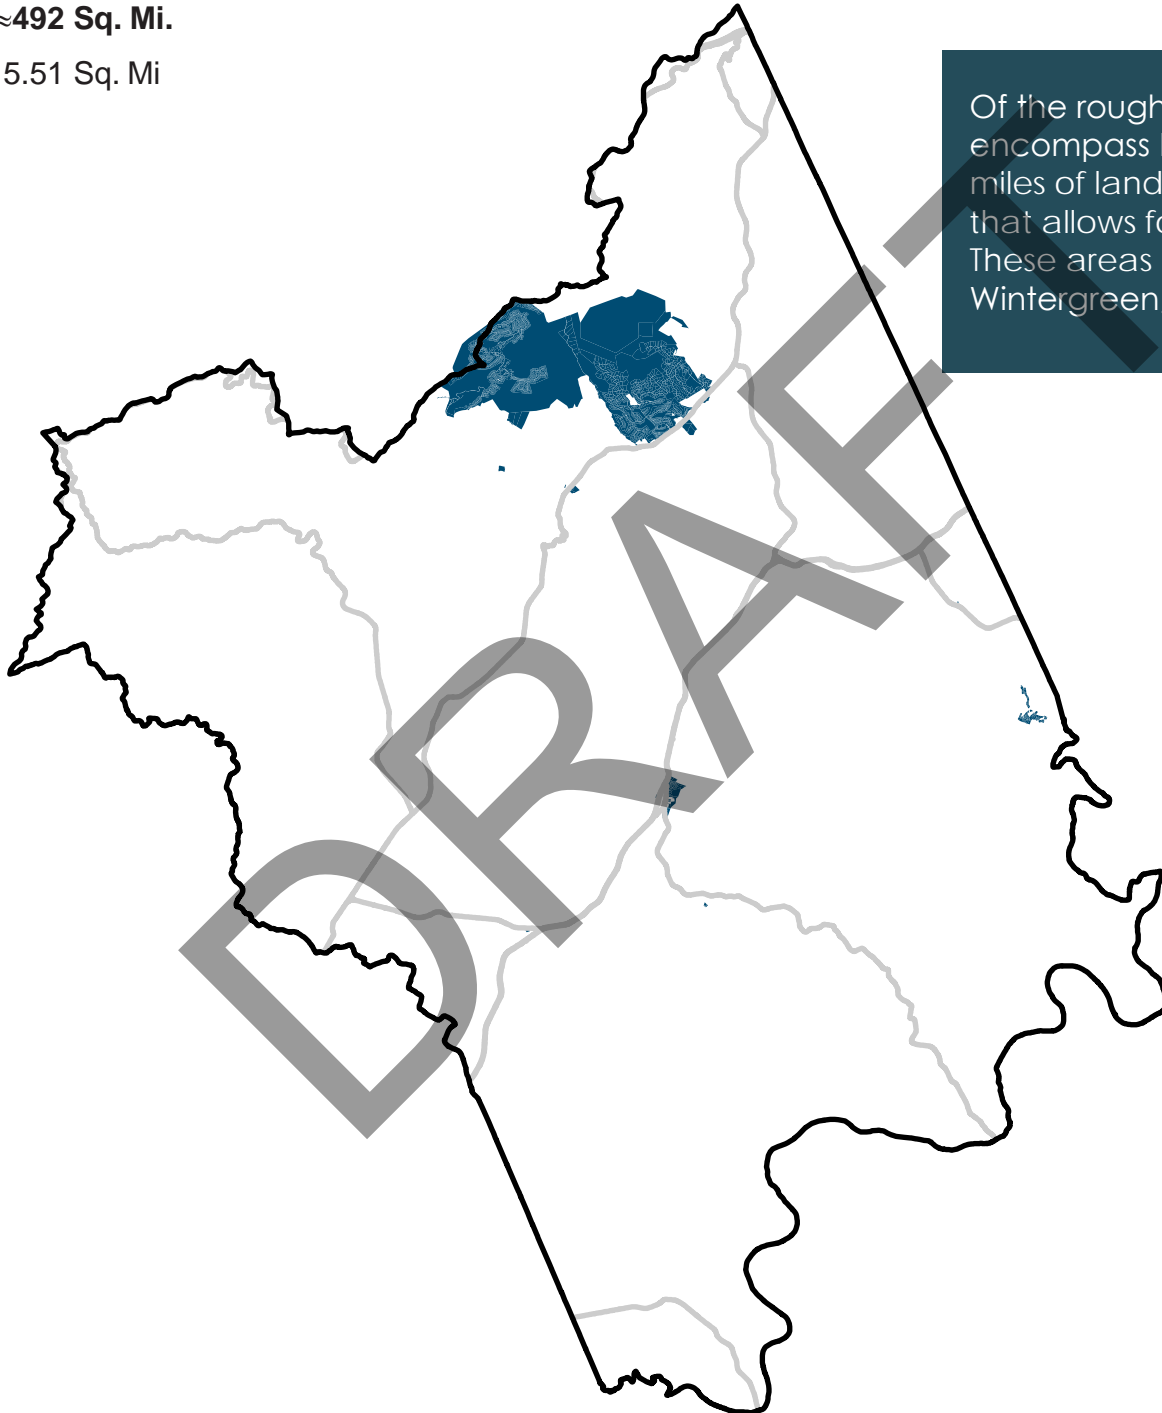 ≈492 Sq. Mi.
5.51 Sq. Mi
Of the rough
encompass
miles of land
that allows fo
These areas
Wintergreen
DRAFT